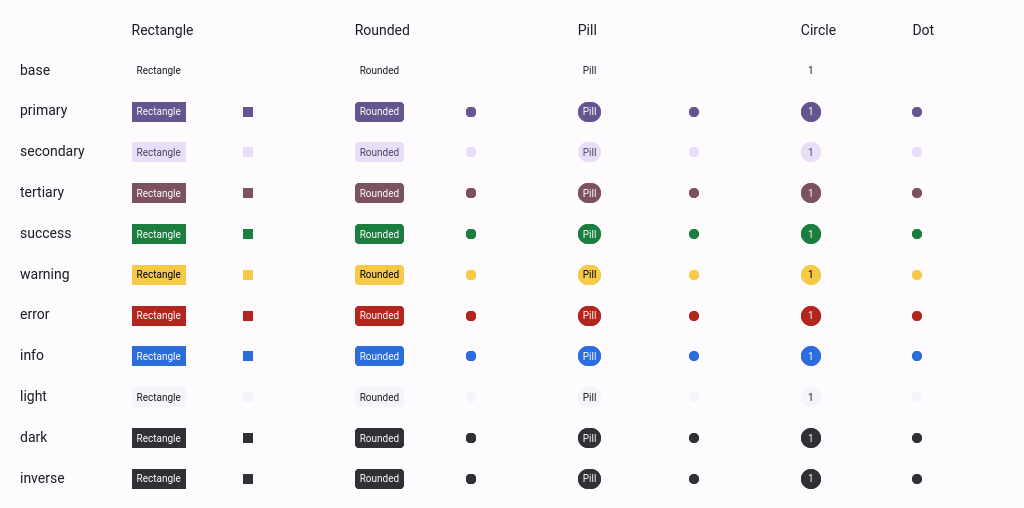 Rectangle Rounded Pill Circle Dot
base Rectangle Rounded Pill 1
primary Rectangle Rounded Pill 1
secondary Rectangle Rounded Pill 1
tertiary Rectangle Rounded Pill 1
success Rectangle Rounded Pill 1
warning Rectangle Rounded Pill 1
error Rectangle Rounded Pill 1
info Rectangle Rounded Pill 1
light Rectangle Rounded Pill 1
dark Rectangle Rounded Pill 1
inverse Rectangle Rounded Pill 1